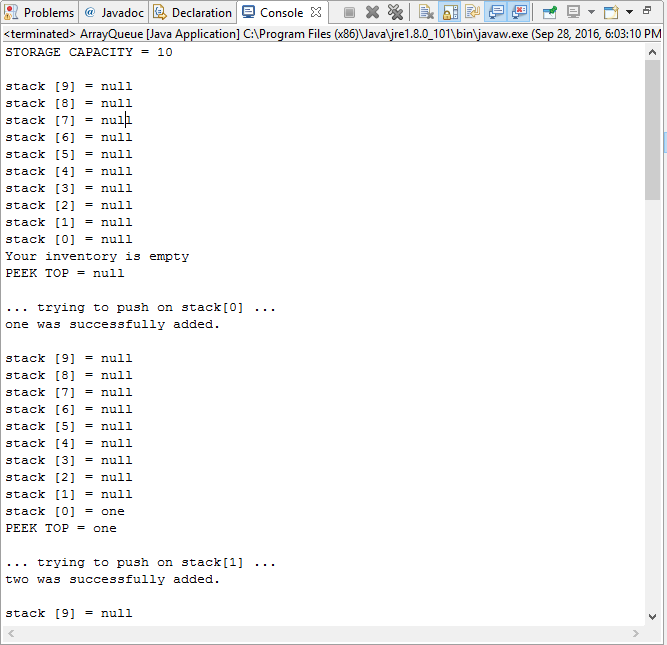 Problems @ Javadoc Declaration Console
<terminated> ArrayQueue [Java Application] C:\Program Files (x86)\Java\jre1.8.0_101\bin\javaw.exe (Sep 28, 2016, 6:03:10 PM
STORAGE CAPACITY = 10
stack [9] = null
stack [8] = null
stack [7] = null
stack [6] = null
stack [5] = null
stack [4] = null
stack [3] = null
stack [2] = null
stack [1] = null
stack [0] = null
Your inventory is empty
PEEK TOP = null
... trying to push on stack[0] ...
one was successfully added.
stack [9] = null
stack [8] = null
stack [7] = null
stack [6] = null
stack [5] = null
stack [4] = null
stack [3] = null
stack [2] = null
stack [1] = null
stack [0] = one
PEEK TOP = one
... trying to push on stack[1] ...
two was successfully added.
stack [9] = null